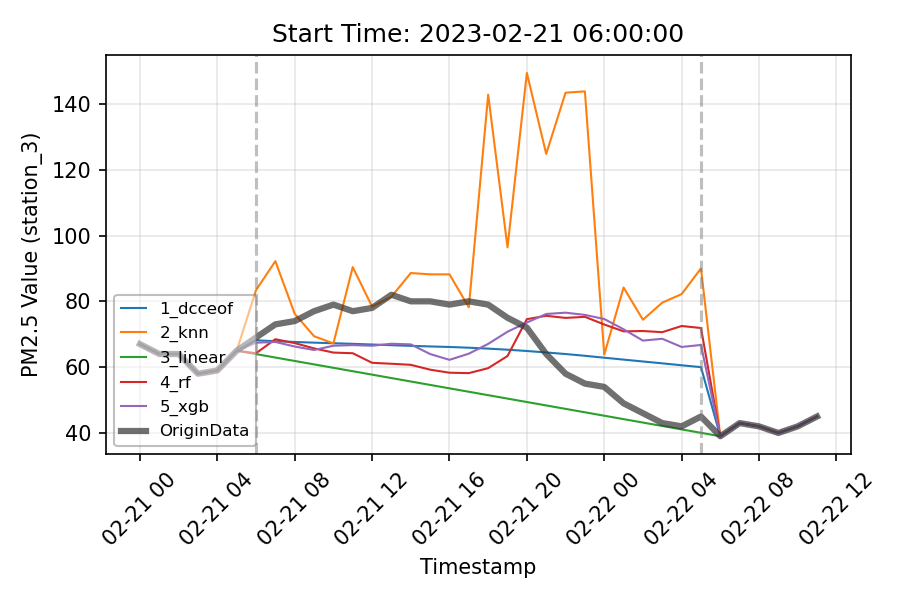 Start Time: 2023-02-21 06:00:00
PM2.5 Value (station_3)
140
120
100
80
60
40
1_dcceof
2_knn
3_linear
4_rf
5_xgb
OriginData
02-21 00
02-21 04
02-21 08
02-21 12
02-21 16
02-21 20
02-22 00
02-22 04
02-22 08
02-22 12
Timestamp